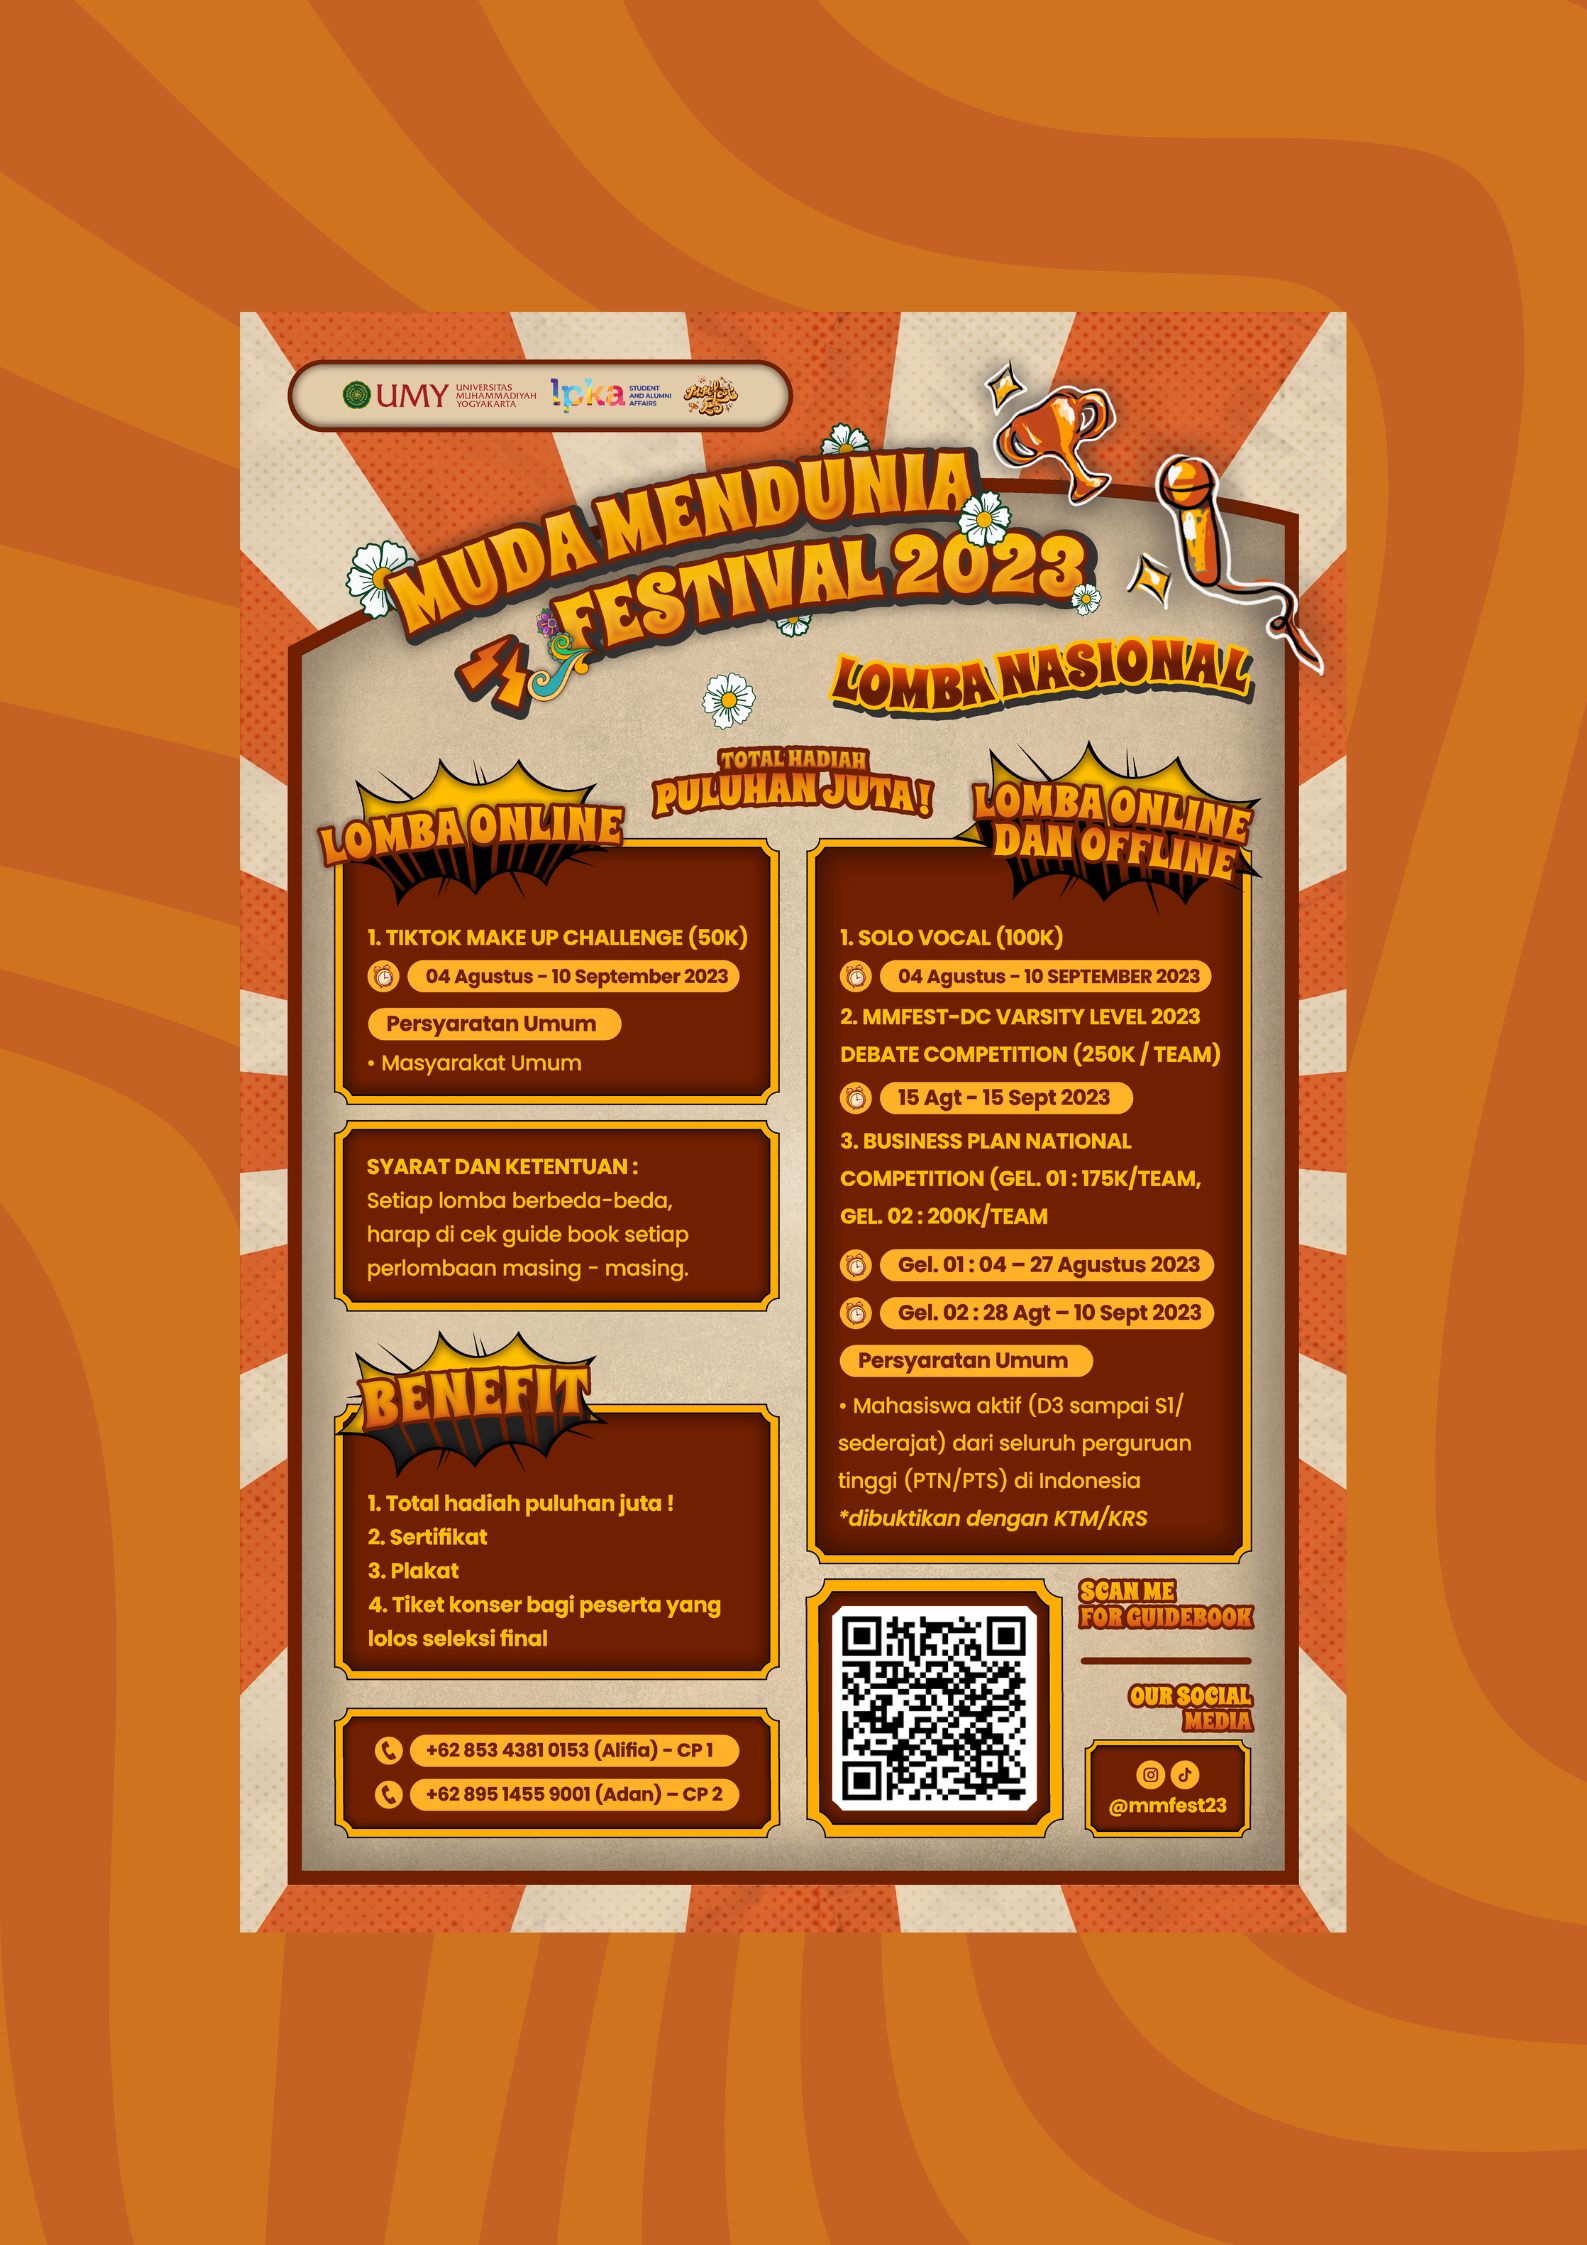 UMY UNIVERSITAS
MUHAMMADIYAH
YOGYAKARTA
lpka STUDENT
AND ALUMNI
AFFAIRS
MUDA MENDUNIA
FESTIVAL 2023
LOMBA NASIONAL
TOTAL HADIAH
PULUHAN JUTA!
LOMBA ONLINE
1. TIKTOK MAKE UP CHALLENGE (50K)
04 Agustus - 10 September 2023
Persyaratan Umum
• Masyarakat Umum
SYARAT DAN KETENTUAN :
Setiap lomba berbeda-beda,
harap di cek guide book setiap
perlombaan masing - masing.
BENEFIT
1. Total hadiah puluhan juta !
2. Sertifikat
3. Plakat
4. Tiket konser bagi peserta yang
lolos seleksi final
+62 853 4381 0153 (Alifia) - CP 1
+62 895 1455 9001 (Adan) – CP 2
LOMBA ONLINE
DAN OFFLINE
1. SOLO VOCAL (100K)
04 Agustus - 10 SEPTEMBER 2023
2. MMFEST-DC VARSITY LEVEL 2023
DEBATE COMPETITION (250K / TEAM)
15 Agt - 15 Sept 2023
3. BUSINESS PLAN NATIONAL
COMPETITION (GEL. 01 : 175K/TEAM,
GEL. 02 : 200K/TEAM
Gel. 01 : 04 – 27 Agustus 2023
Gel. 02 : 28 Agt – 10 Sept 2023
Persyaratan Umum
• Mahasiswa aktif (D3 sampai S1/
sederajat) dari seluruh perguruan
tinggi (PTN/PTS) di Indonesia
*dibuktikan dengan KTM/KRS
SCAN ME
FOR GUIDEBOOK
OUR SOCIAL
MEDIA
@mmfest23